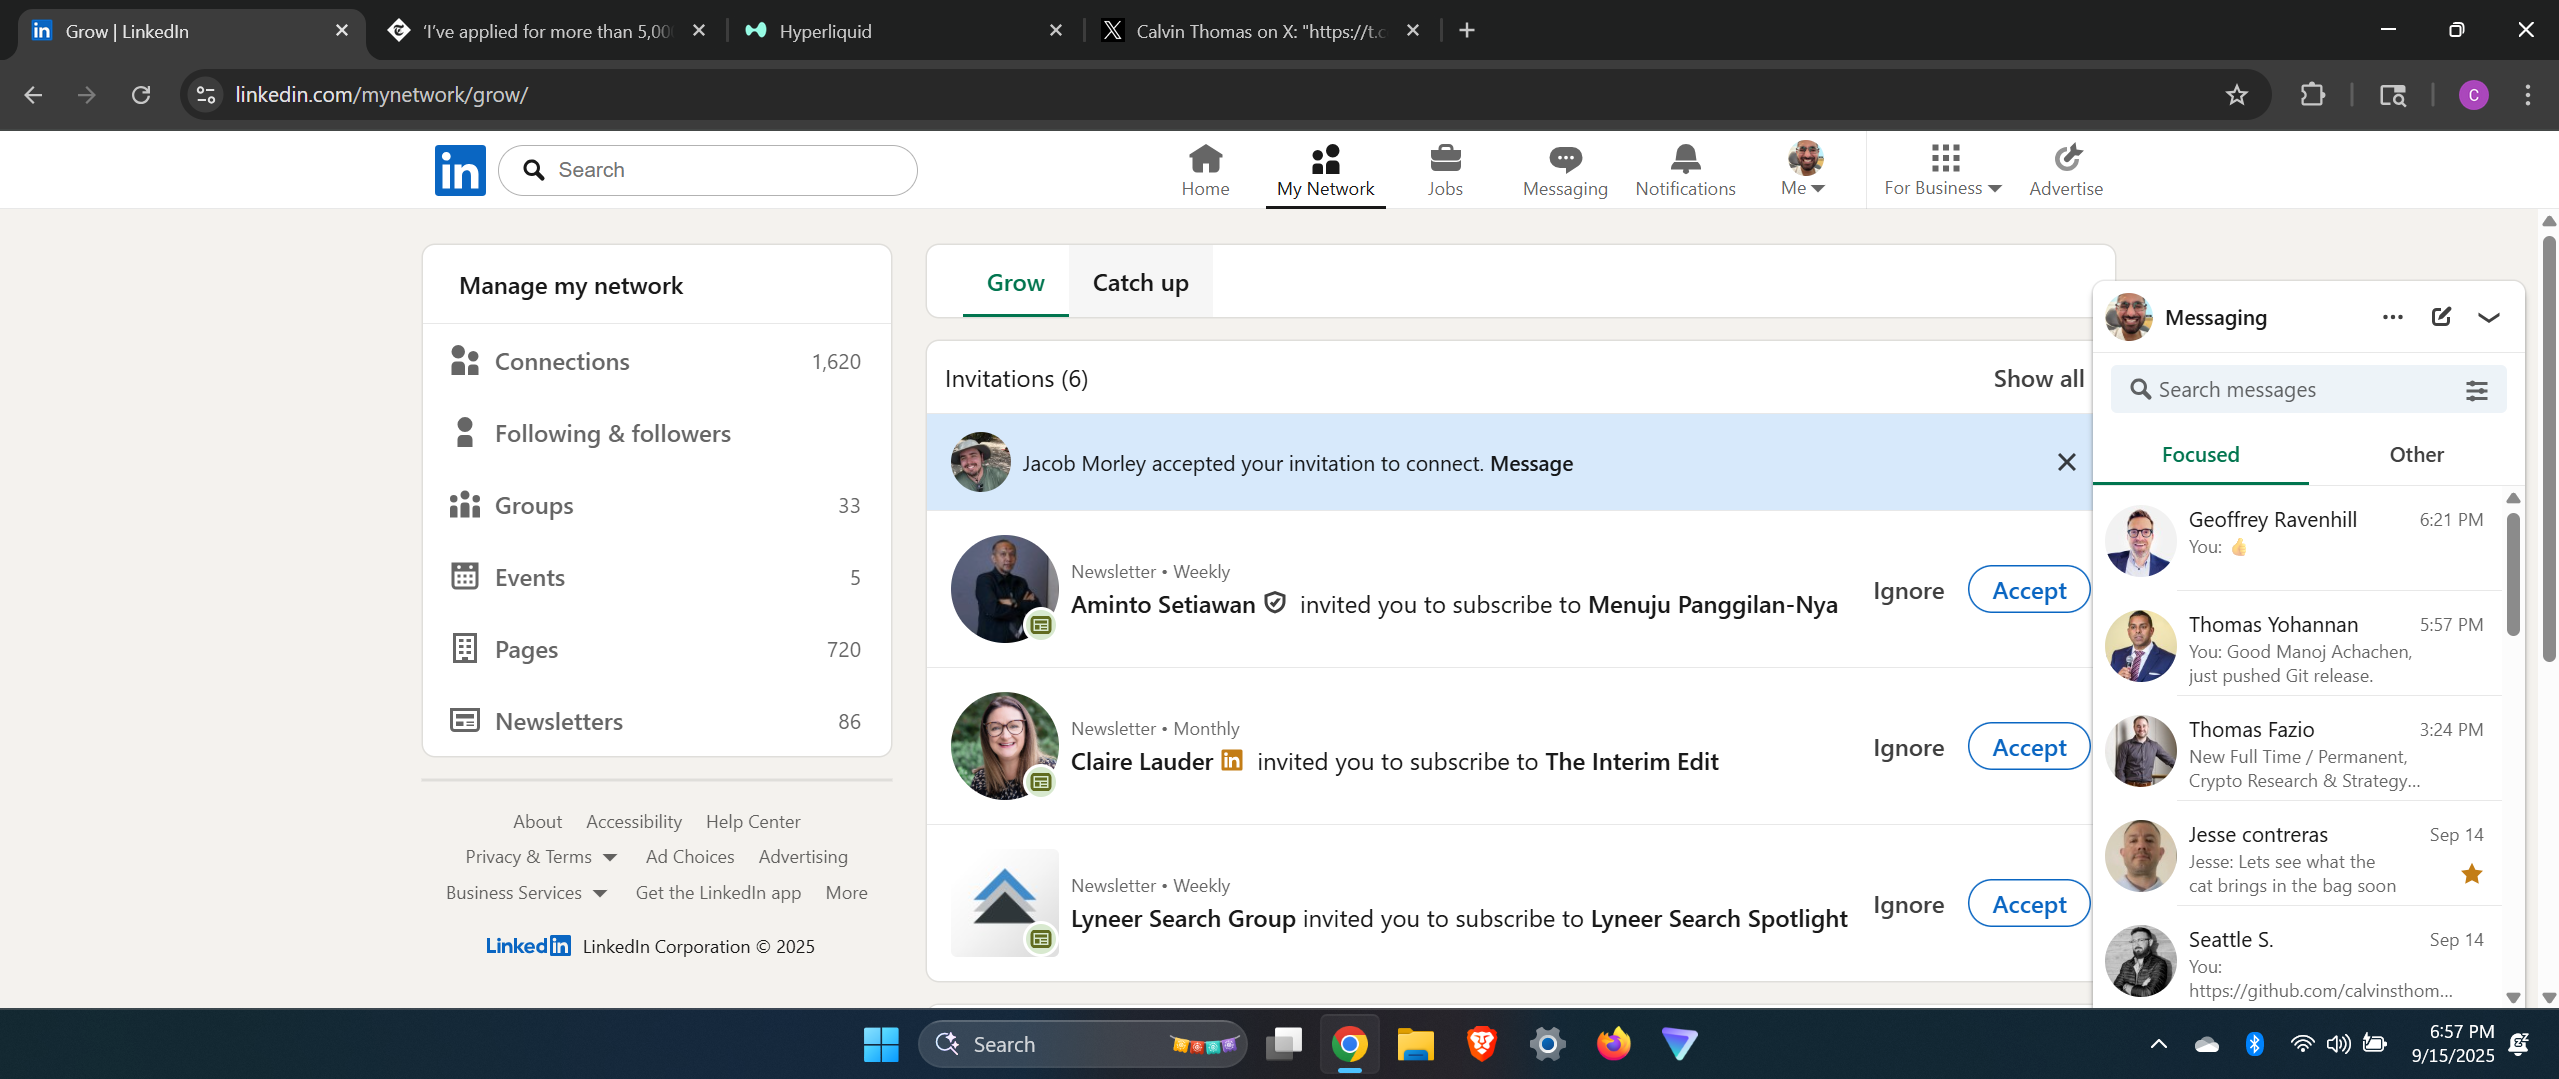 Grow | LinkedIn
'I've applied for more than 5,00
Hyperliquid
Calvin Thomas on X: "https://t.c
linkedin.com/mynetwork/grow/
C
in
Search
Home
My Network
Jobs
Messaging
Notifications
Me
For Business
Advertise
Manage my network
Connections 1,620
Following & followers
Groups 33
Events 5
Pages 720
Newsletters 86
About Accessibility Help Center
Privacy & Terms Ad Choices Advertising
Business Services Get the LinkedIn app More
LinkedIn LinkedIn Corporation © 2025
Grow
Catch up
Invitations (6)
Show all
Jacob Morley accepted your invitation to connect. Message
Newsletter • Weekly
Aminto Setiawan invited you to subscribe to Menuju Panggilan-Nya
Ignore
Accept
Newsletter • Monthly
Claire Lauder in invited you to subscribe to The Interim Edit
Ignore
Accept
Newsletter • Weekly
Lyneer Search Group invited you to subscribe to Lyneer Search Spotlight
Ignore
Accept
Messaging
Search messages
Focused
Other
Geoffrey Ravenhill 6:21 PM
You: 👍🏻
Thomas Yohannan 5:57 PM
You: Good Manoj Achachen,
just pushed Git release.
Thomas Fazio 3:24 PM
New Full Time / Permanent,
Crypto Research & Strategy...
Jesse contreras Sep 14
Jesse: Lets see what the
cat brings in the bag soon
Seattle S. Sep 14
You:
https://github.com/calvinsthom...
Search
6:57 PM
9/15/2025